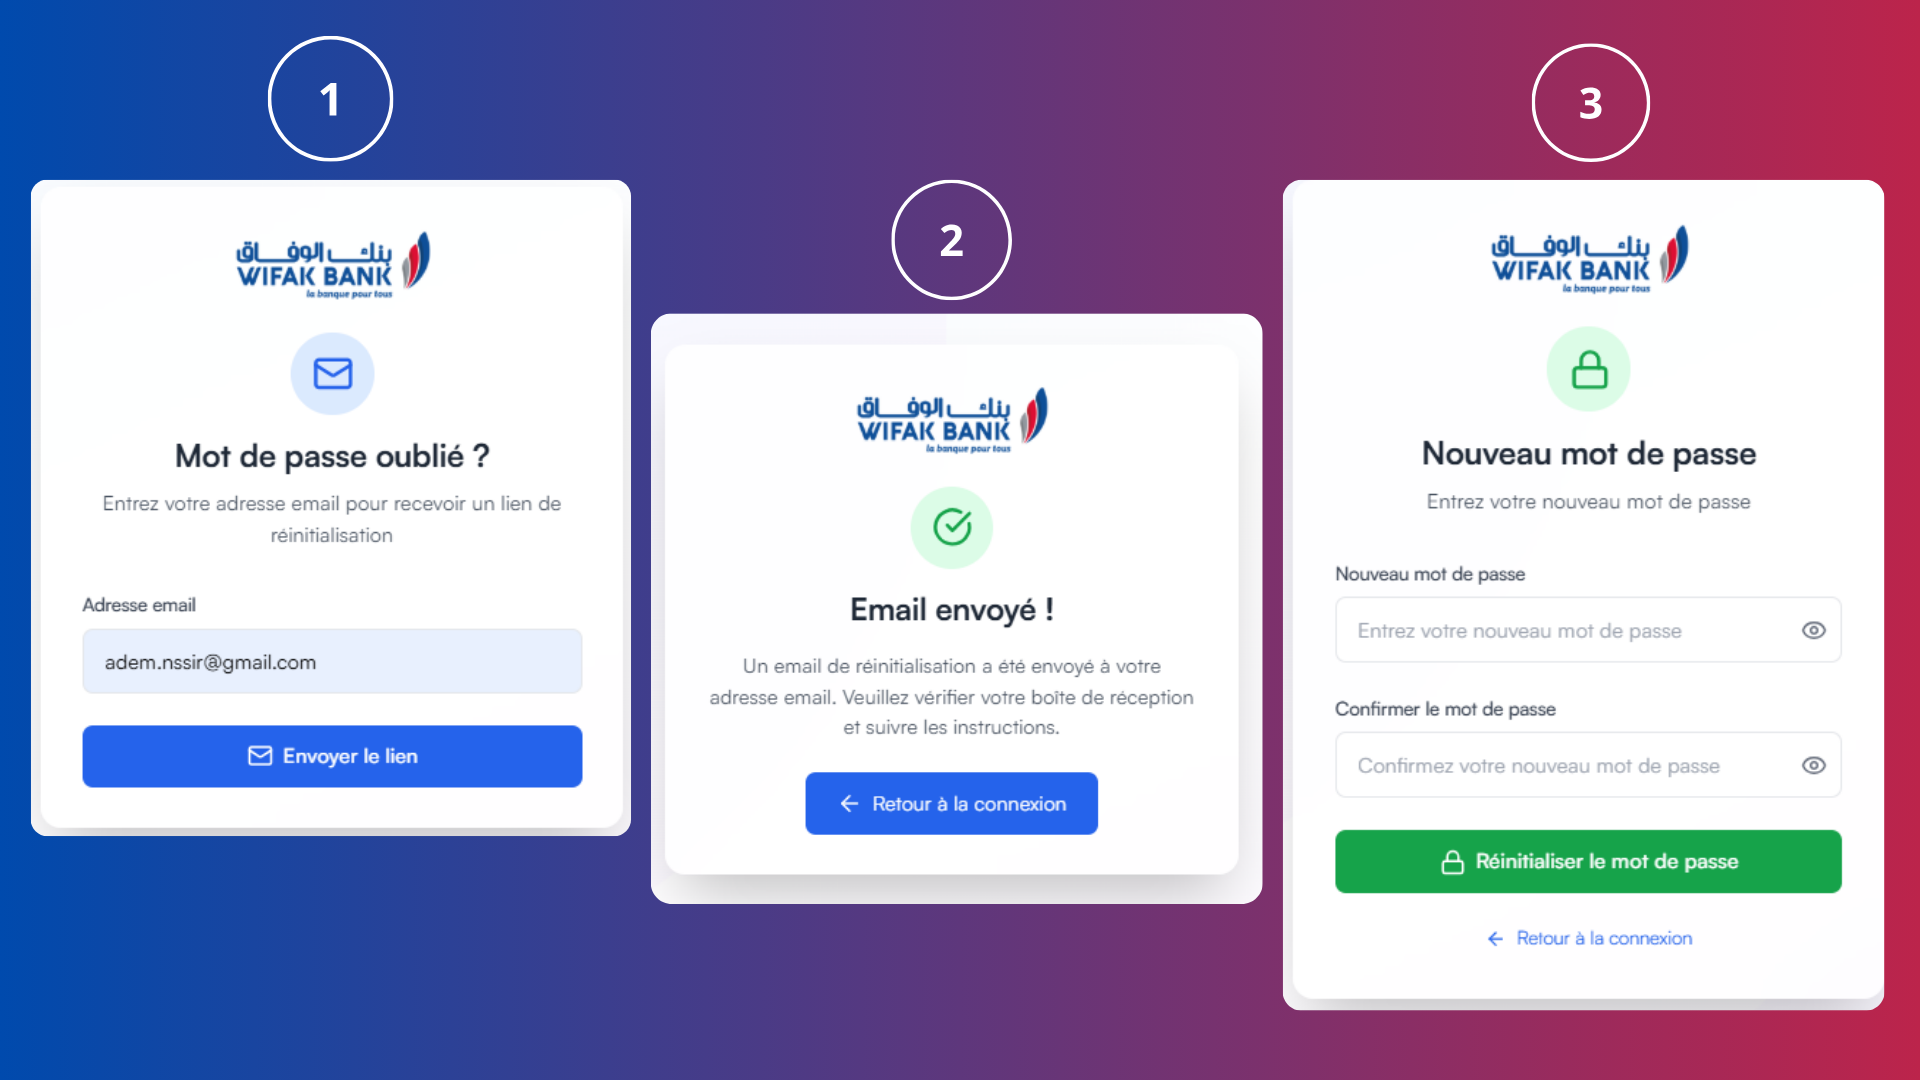 1
بنك الوفاق
WIFAK BANK
la banque pour tous
Mot de passe oublié ?
Entrez votre adresse email pour recevoir un lien de
réinitialisation
Adresse email
adem.nssir@gmail.com
Envoyer le lien
2
بنك الوفاق
WIFAK BANK
la banque pour tous
Email envoyé !
Un email de réinitialisation a été envoyé à votre
adresse email. Veuillez vérifier votre boîte de réception
et suivre les instructions.
Retour à la connexion
3
بنك الوفاق
WIFAK BANK
la banque pour tous
Nouveau mot de passe
Entrez votre nouveau mot de passe
Nouveau mot de passe
Entrez votre nouveau mot de passe
Confirmer le mot de passe
Confirmez votre nouveau mot de passe
Réinitialiser le mot de passe
Retour à la connexion